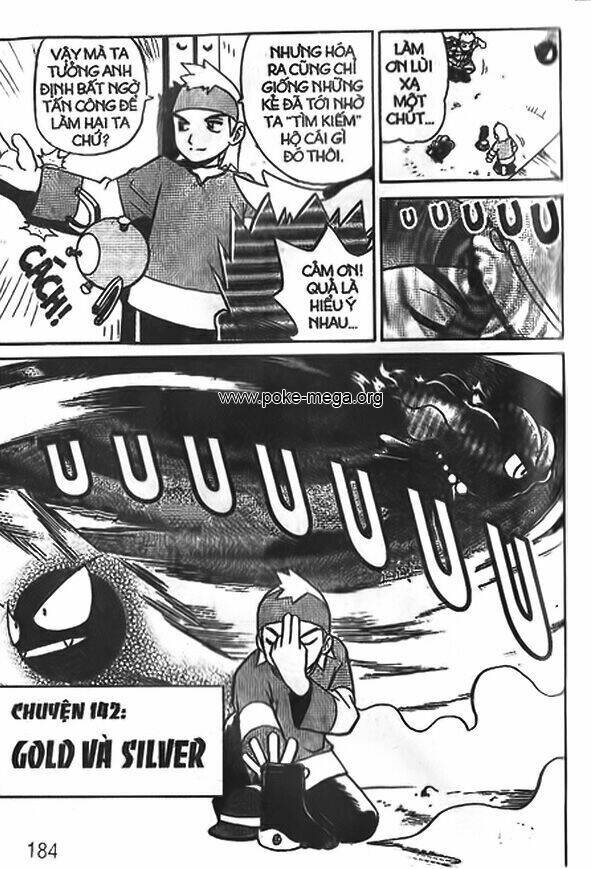 LÀM
ƠN LÙI
XA
MỘT
CHÚT...
NHƯNG HÓA
RA CŨNG CHỈ
GIỐNG NHỮNG
KẺ ĐÃ TỚI NHỜ
TA "TÌM KIẾM"
HỘ CÁI GÌ
ĐÓ THÔI.
VẬY MÀ TA
TƯỞNG ANH
ĐỊNH BẤT NGỜ
TẤN CÔNG ĐỂ
LÀM HẠI TA
CHỨ?
CÁCH!
CẢM ƠN!
QUẢ LÀ
HIỂU Ý
NHAU...
UUUUUU
www.poke-mega.org
UUUUUUU
CHUYỆN 142:
GOLD VÀ SILVER
184